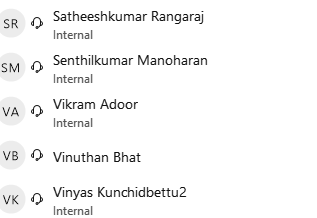 SR Satheeshkumar Rangaraj
Internal
SM Senthilkumar Manoharan
Internal
VA Vikram Adoor
Internal
VB Vinuthan Bhat
VK Vinyas Kunchidbettu2
Internal